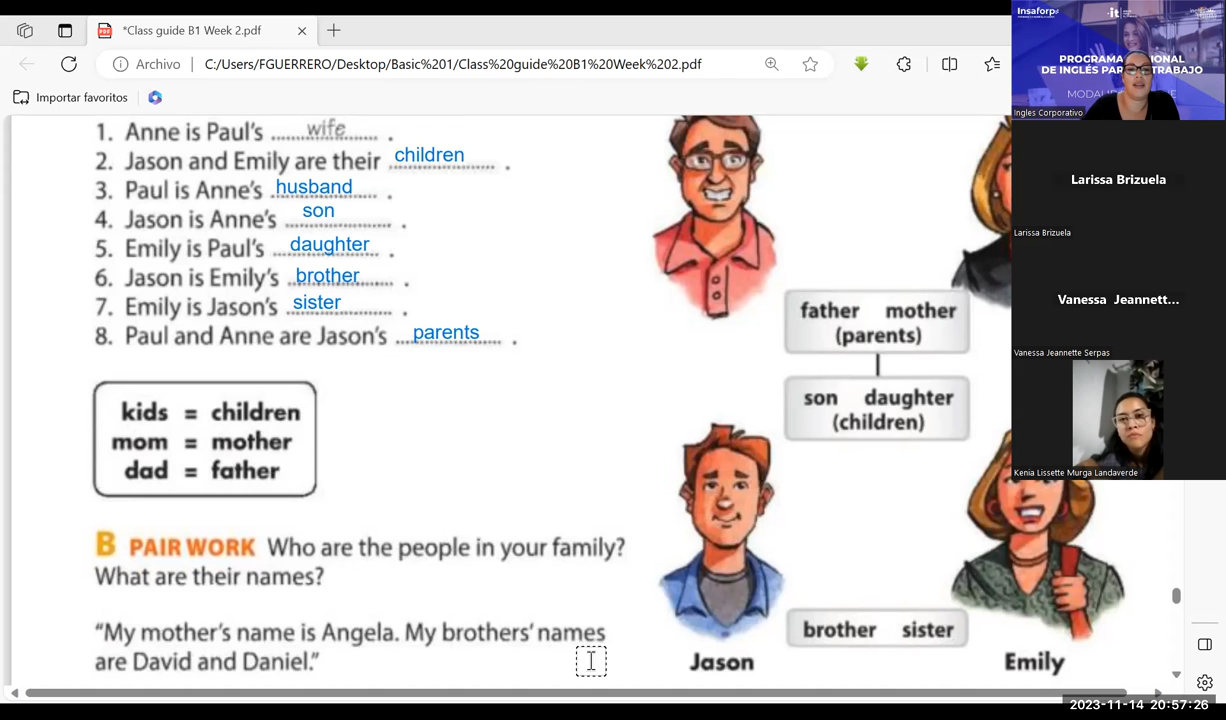 *Class guide B1 Week 2.pdf
Archivo
C:/Users/FGUERRERO/Desktop/Basic%201/Class%20guide%20B1%20Week%202.pdf
Importar favoritos
1. Anne is Paul's wife .
2. Jason and Emily are their children .
3. Paul is Anne's husband .
4. Jason is Anne's son .
5. Emily is Paul's daughter .
6. Jason is Emily's brother .
7. Emily is Jason's sister .
8. Paul and Anne are Jason's parents .
kids = children
mom = mother
dad = father
B PAIR WORK Who are the people in your family?
What are their names?
"My mother's name is Angela. My brothers' names
are David and Daniel."
father mother
(parents)
son daughter
(children)
brother sister
Jason
Emily
Insaforp
it
DE INGLÉS PARA TRABAJO
Ingles Corporativo
Larissa Brizuela
Larissa Brizuela
Vanessa Jeannett...
Vanessa Jeannette Serpas
Kenia Lissette Murga Landaverde
2023-11-14 20:57:26